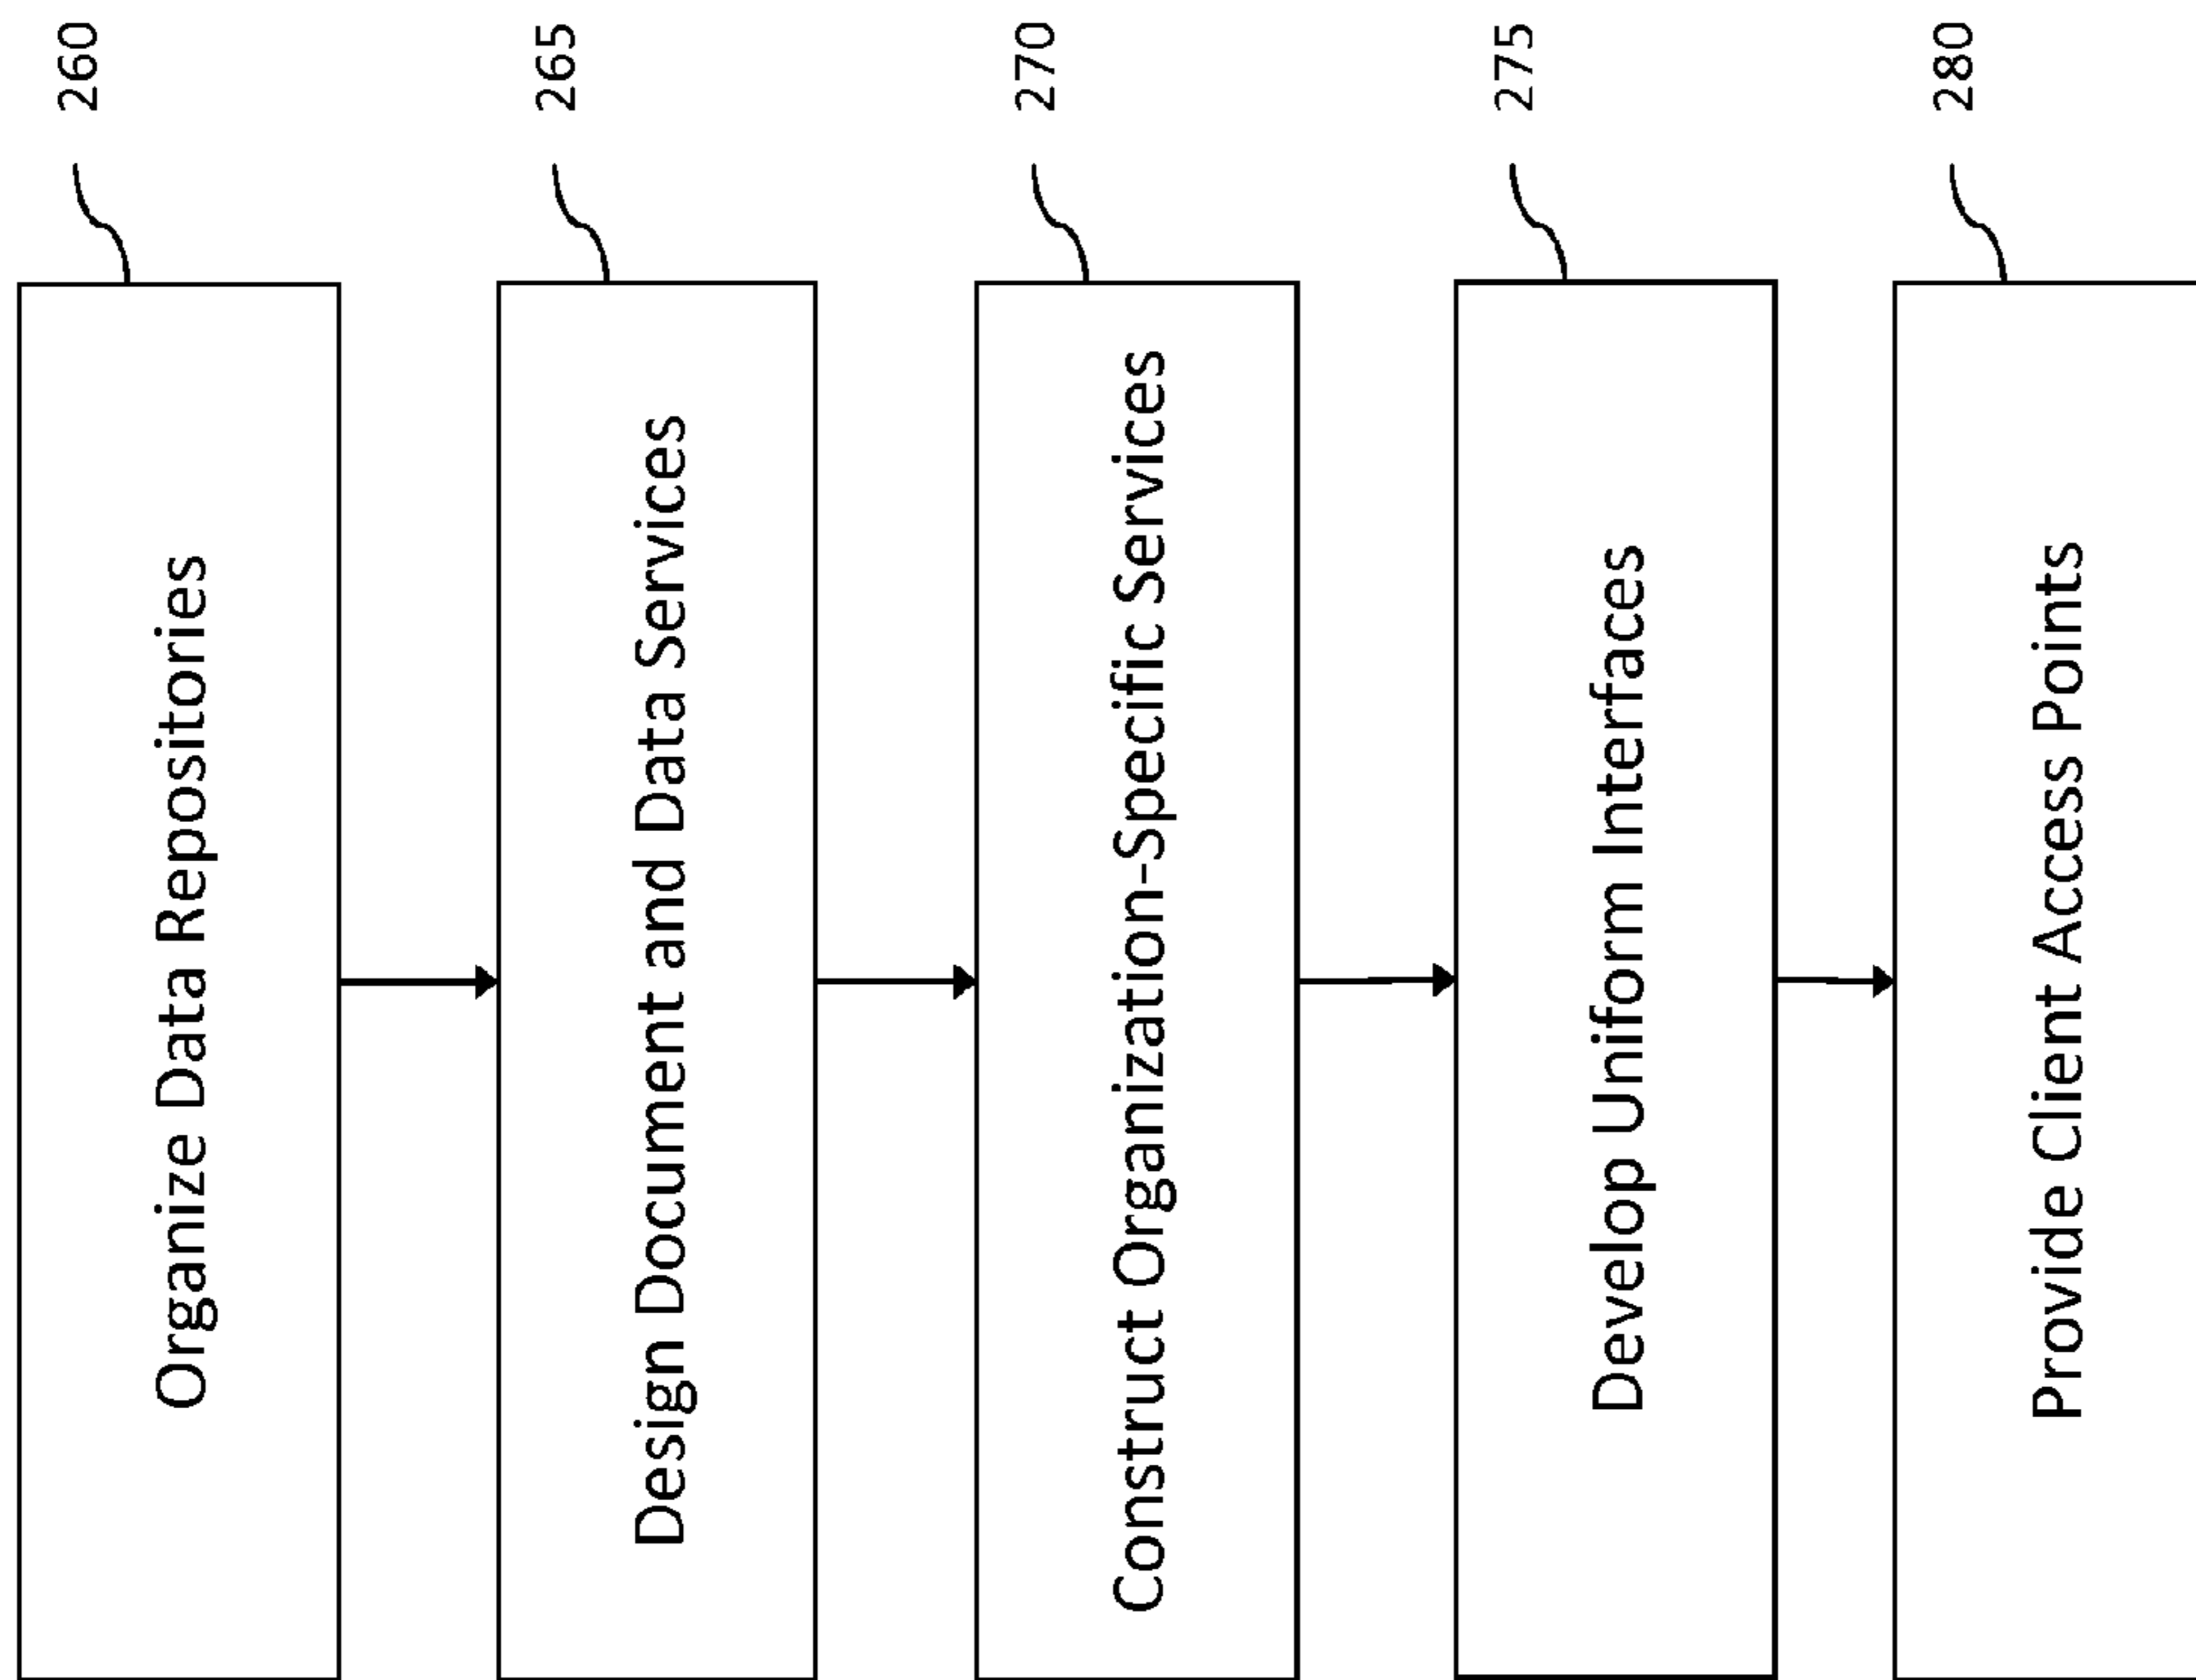 Organize Data Repositories
260
Design Document and Data Services
265
Construct Organization-Specific Services
270
Develop Uniform Interfaces
275
Provide Client Access Points
280